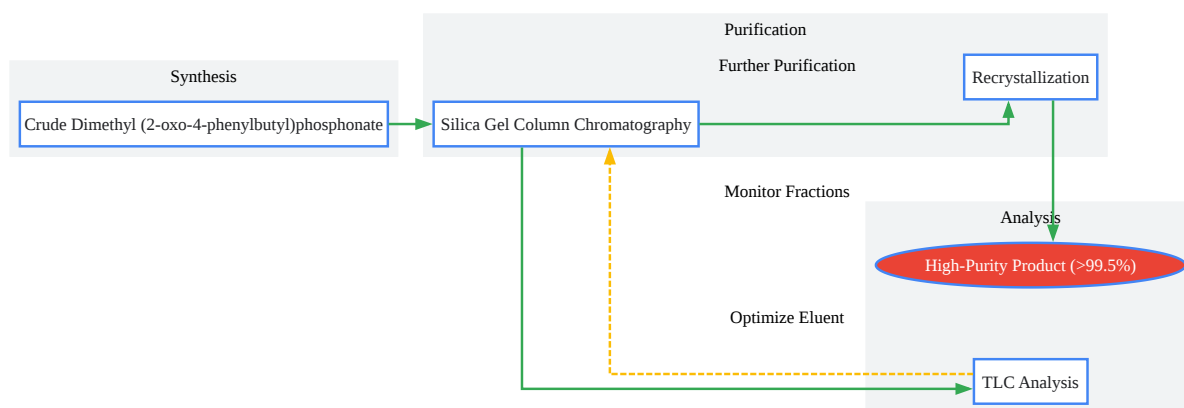 Purification
Further Purification
Recrystallization
Synthesis
Crude Dimethyl (2-oxo-4-phenylbutyl)phosphonate
Silica Gel Column Chromatography
Monitor Fractions
Analysis
High-Purity Product (>99.5%)
Optimize Eluent
TLC Analysis